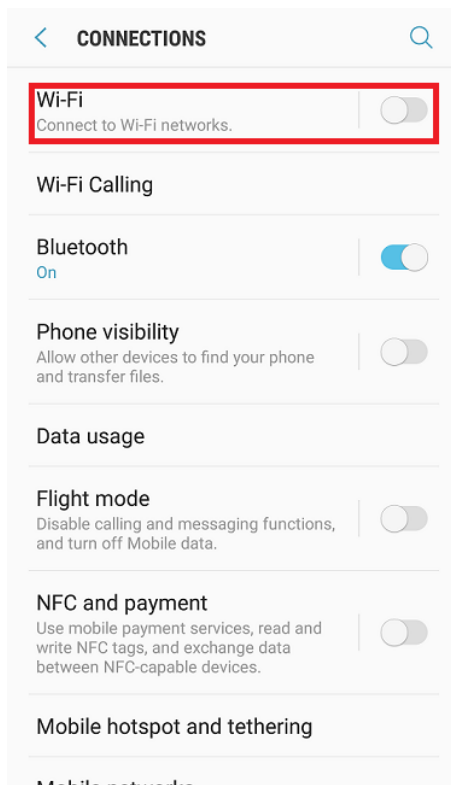 CONNECTIONS
Wi-Fi
Connect to Wi-Fi networks.
Wi-Fi Calling
Bluetooth
On
Phone visibility
Allow other devices to find your phone
and transfer files.
Data usage
Flight mode
Disable calling and messaging functions,
and turn off Mobile data.
NFC and payment
Use mobile payment services, read and
write NFC tags, and exchange data
between NFC-capable devices.
Mobile hotspot and tethering
Mobile networks